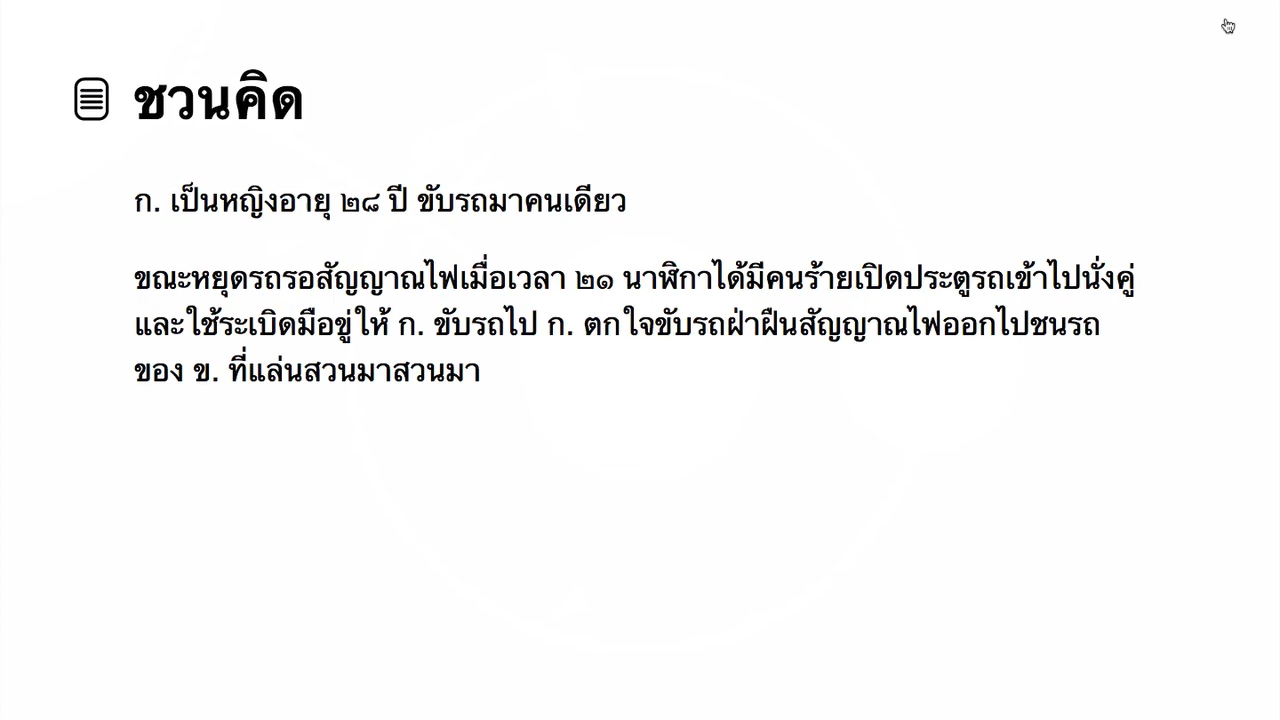 ชวนคิด
ก. เป็นหญิงอายุ ๒๘ ปี ขับรถมาคนเดียว
ขณะหยุดรถรอสัญญาณไฟเมื่อเวลา ๒๑ นาฬิกาได้มีคนร้ายเปิดประตูรถเข้าไปนั่งคู่
และใช้ระเบิดมือขู่ให้ ก. ขับรถไป ก. ตกใจขับรถฝ่าฝืนสัญญาณไฟออกไปชนรถ
ของ ข. ที่แล่นสวนมาสวนมา